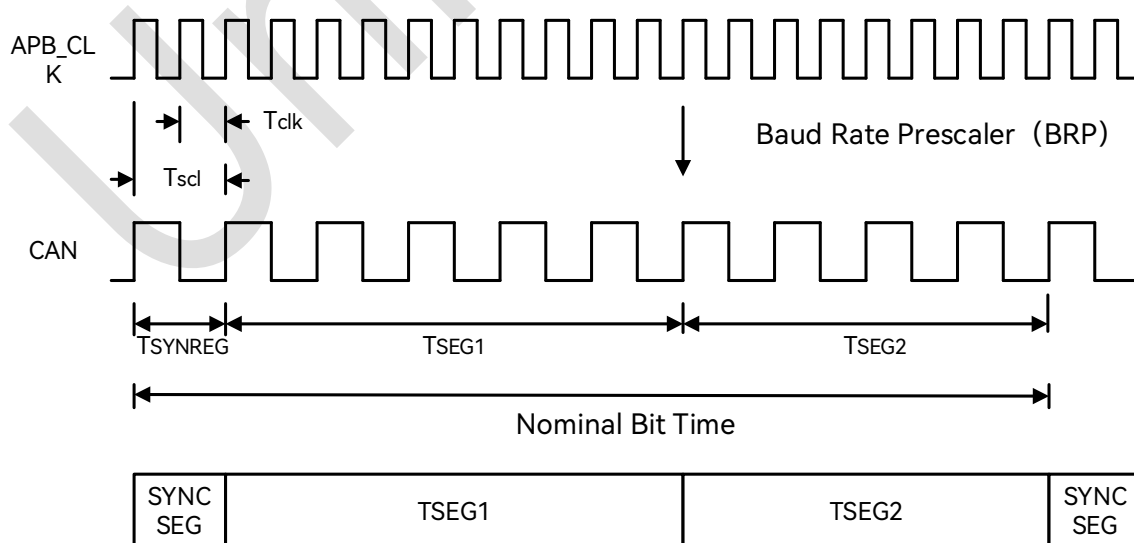 APB_CL
K
Tclk
Baud Rate Prescaler（BRP）
Tscl
CAN
TSYNREG
TSEG1
TSEG2
Nominal Bit Time
SYNC
SEG
TSEG1
TSEG2
SYNC
SEG